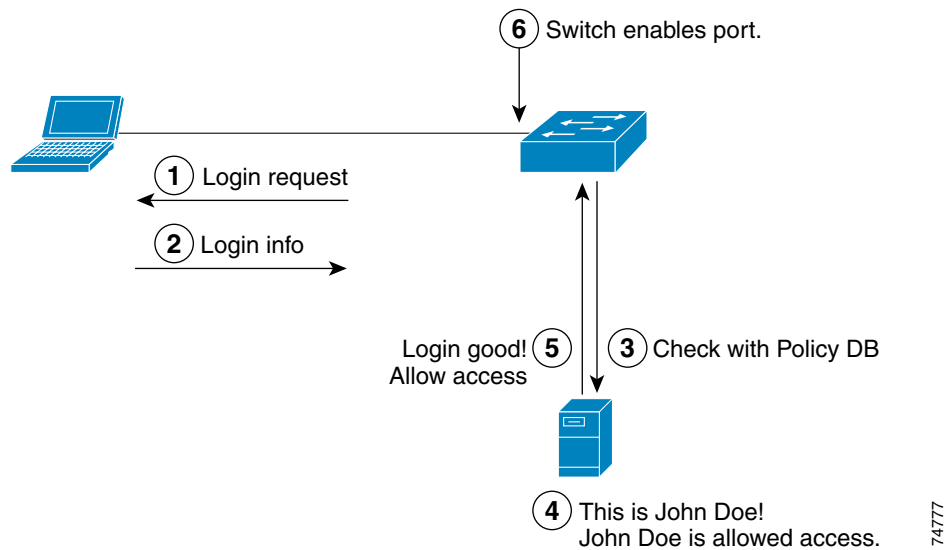 6 Switch enables port.
1 Login request
2 Login info
Login good! 5 3 Check with Policy DB
Allow access
4 This is John Doe!
John Doe is allowed access.
74777